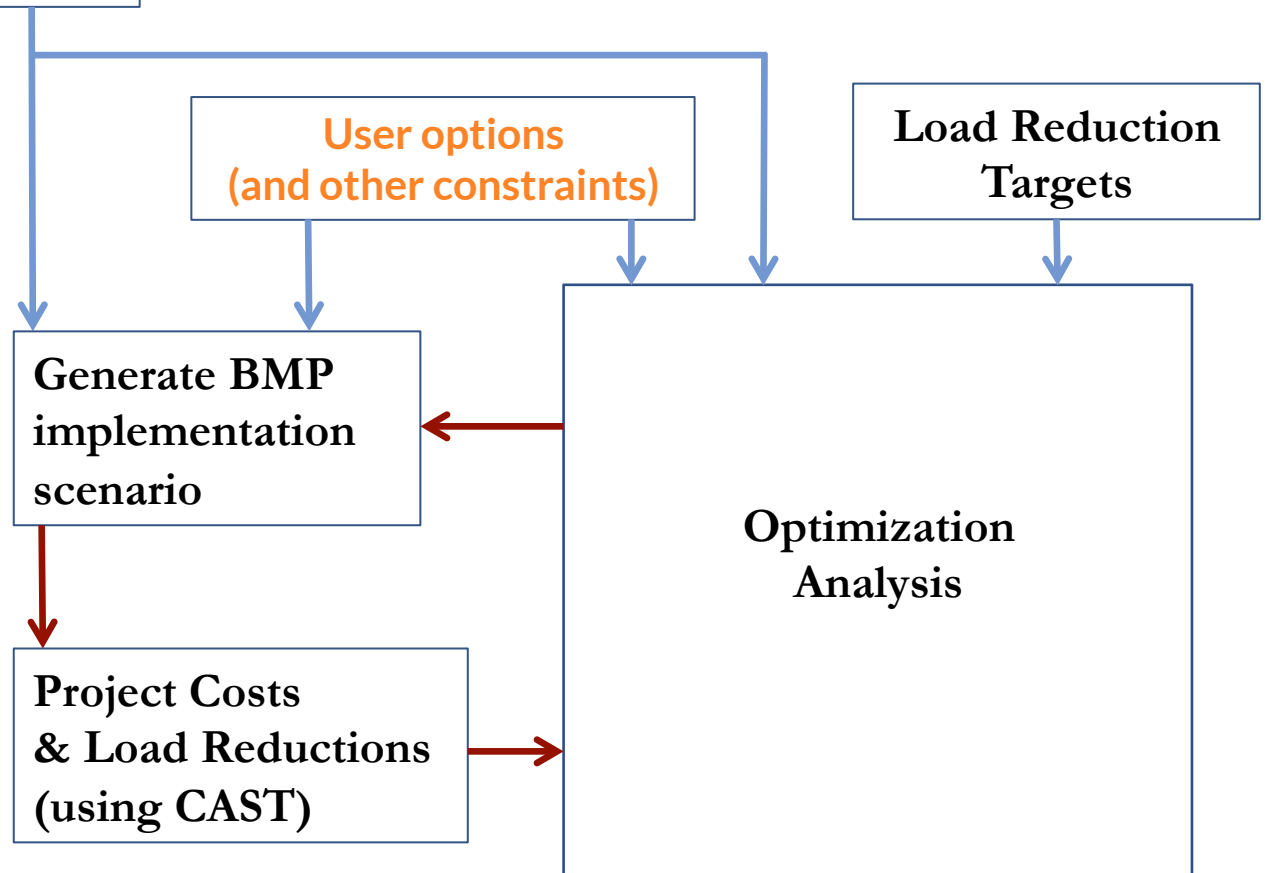 User options
(and other constraints)
Load Reduction
Targets
Generate BMP
implementation
scenario
Optimization
Analysis
Project Costs
& Load Reductions
(using CAST)